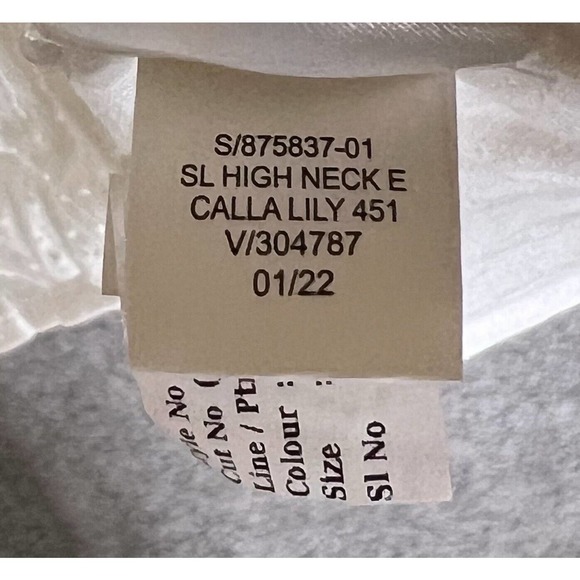 S/875837-01
SL HIGH NECK E
CALLA LILY 451
V/304787
01/22
No
Cut No (
Line / Pt
Colour :
Size :
Sl No